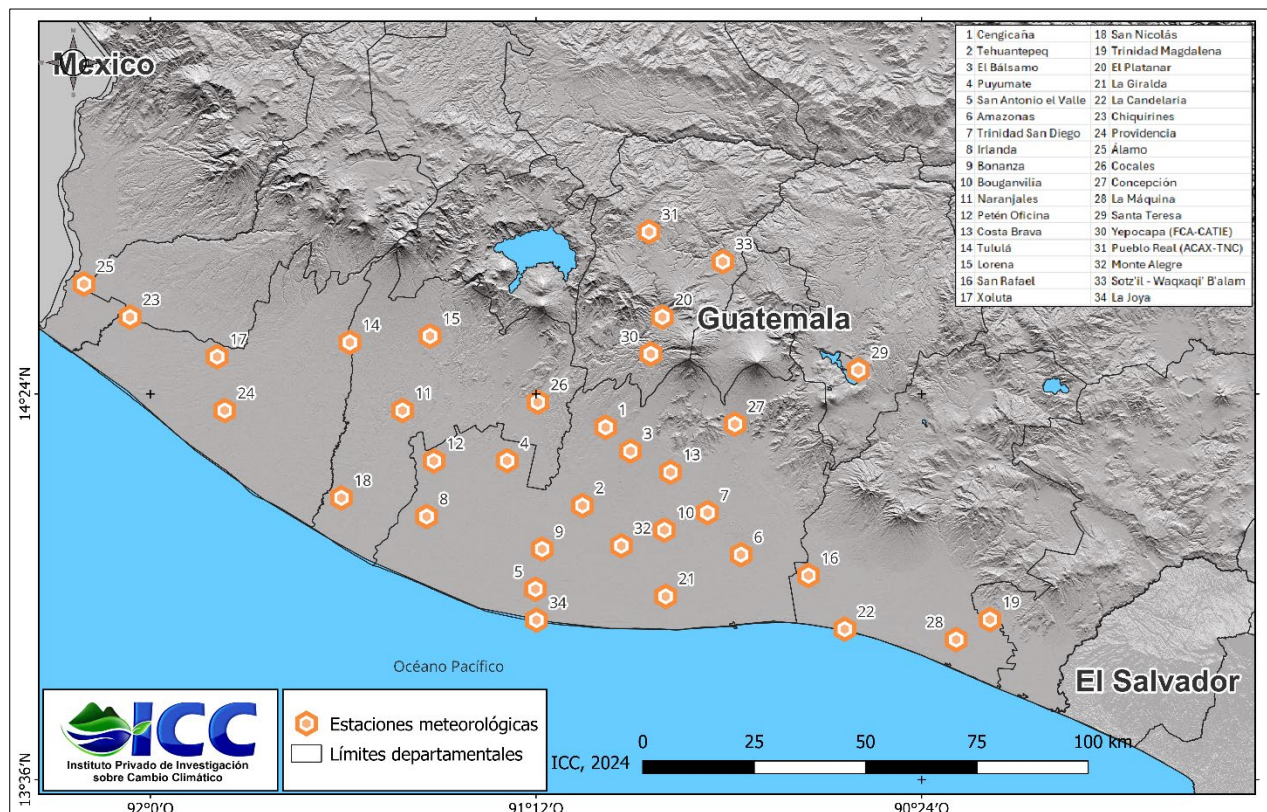 Mexico
N
1 Cengicaña
2 Tehuantepeq
3 El Bálsamo
4 Puyumate
5 San Antonio el Valle
6 Amazonas
7 Trinidad San Diego
8 Irlanda
9 Bonanza
10 Bouganvilia
11 Naranjales
12 Petén Oficina
13 Costa Brava
14 Tululá
15 Lorena
16 San Rafael
17 Xoluta
18 San Nicolás
19 Trinidad Magdalena
20 El Platanar
21 La Giralda
22 La Candelaria
23 Chiquirines
24 Providencia
25 Álamo
26 Cocales
27 Concepción
28 La Máquina
29 Santa Teresa
30 Yepocapa (FCA-CATIE)
31 Pueblo Real (ACAX-TNC)
32 Monte Alegre
33 Sotz'il - Waqxaqi' B'alam
34 La Joya
31
33
25
23
20
Guatemala
14
15
30
17
29
24
11
26
1
27
3
12
4
13
18
8
2
7
10
9
32
6
16
5
21
34
22
28
19
14°24'N
Océano Pacífico
El Salvador
ICC
Instituto Privado de Investigación
sobre Cambio Climático
Estaciones meteorológicas
Límites departamentales
ICC, 2024
0 25 50 75 100 km
13°36'N
92°0'O 91°12'O 90°24'O